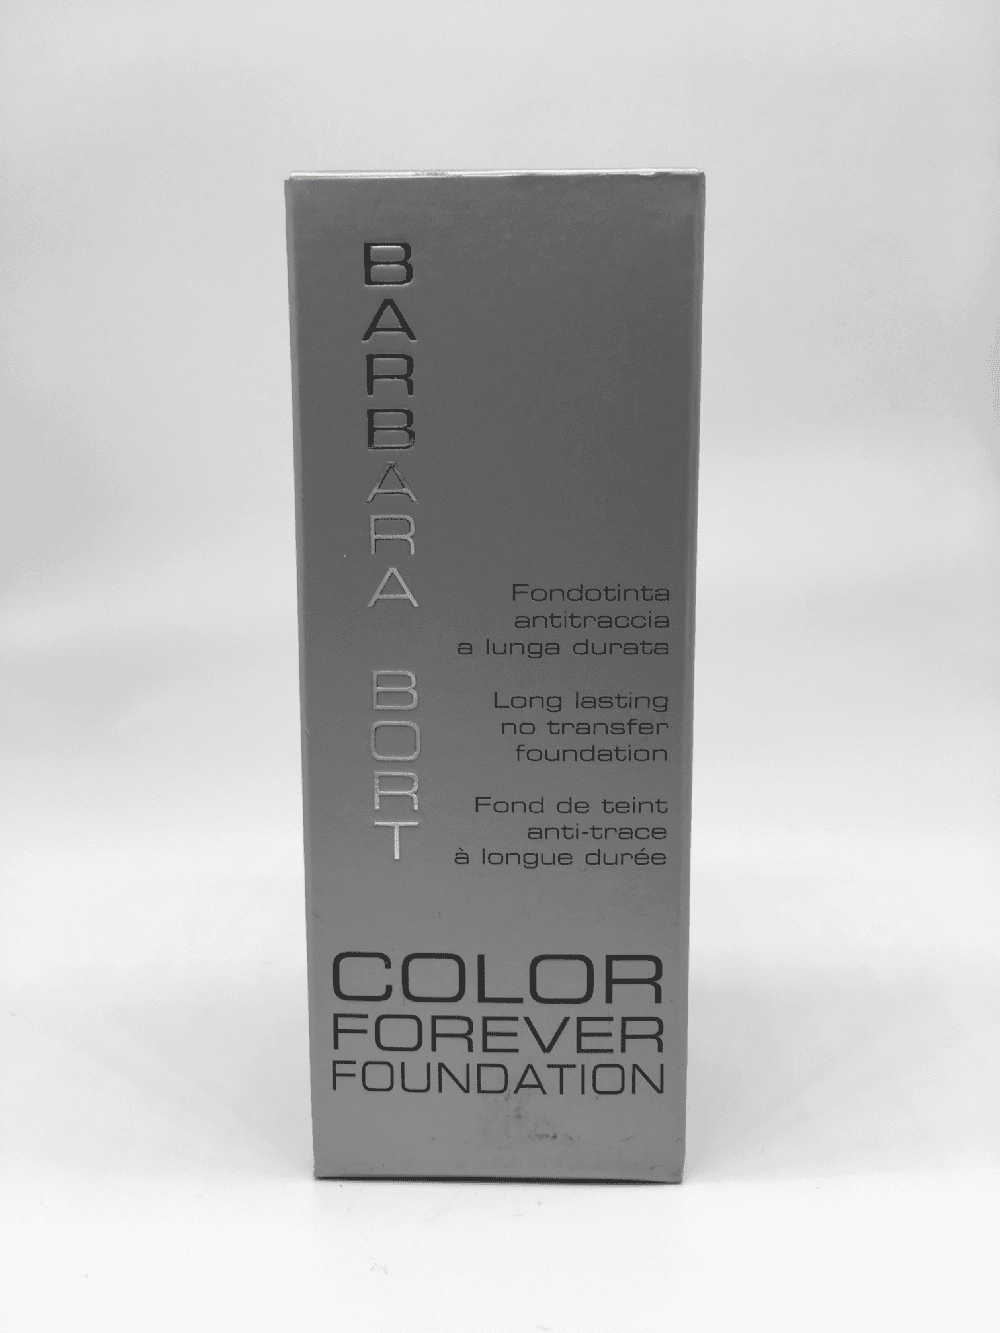 BARBARA BORT
Fondotinta
antitraccia
a lunga durata
Long lasting
no transfer
foundation
Fond de teint
anti-trace
à longue durée
COLOR
FOREVER
FOUNDATION